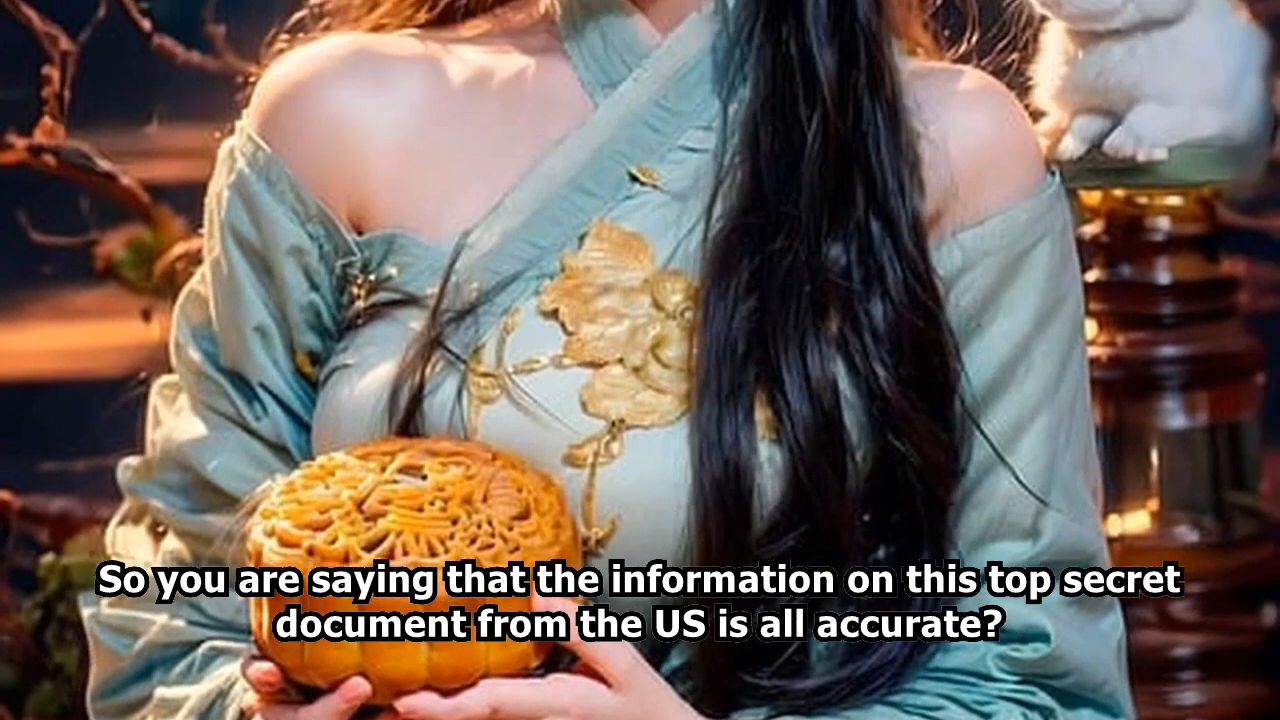 So you are saying that the information on this top secret
document from the US is all accurate?